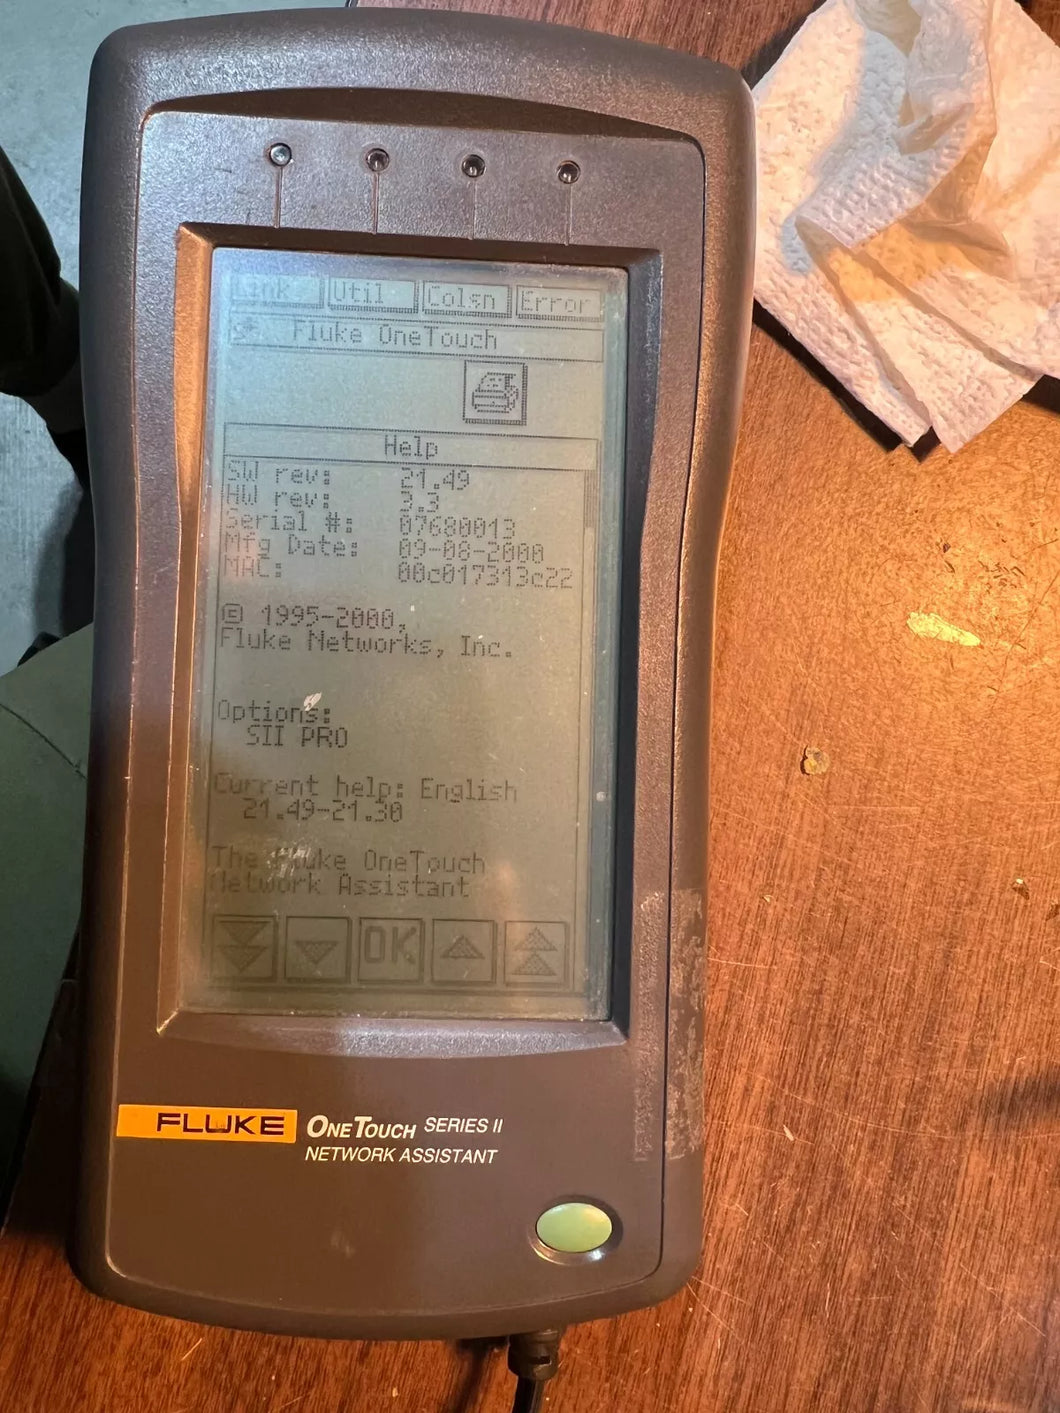 Link Util Colsn Error
Fluke OneTouch
Help
SW rev: 21.49
HW rev: 3.3
Serial #: 07680013
Mfg Date: 09-08-2000
MAC: 00c017313c22
© 1995-2000,
Fluke Networks, Inc.
Options:
SII PRO
Current help: English
21.49-21.30
The Fluke OneTouch
Network Assistant
OK
FLUKE ONETOUCH SERIES II
NETWORK ASSISTANT